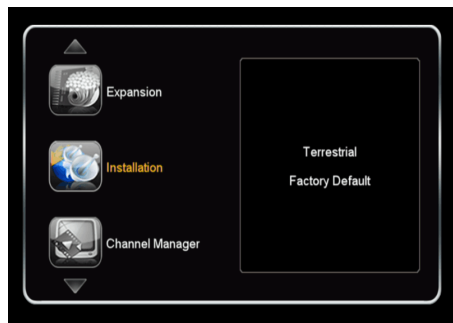 Expansion
Installation
Channel Manager
Terrestrial
Factory Default